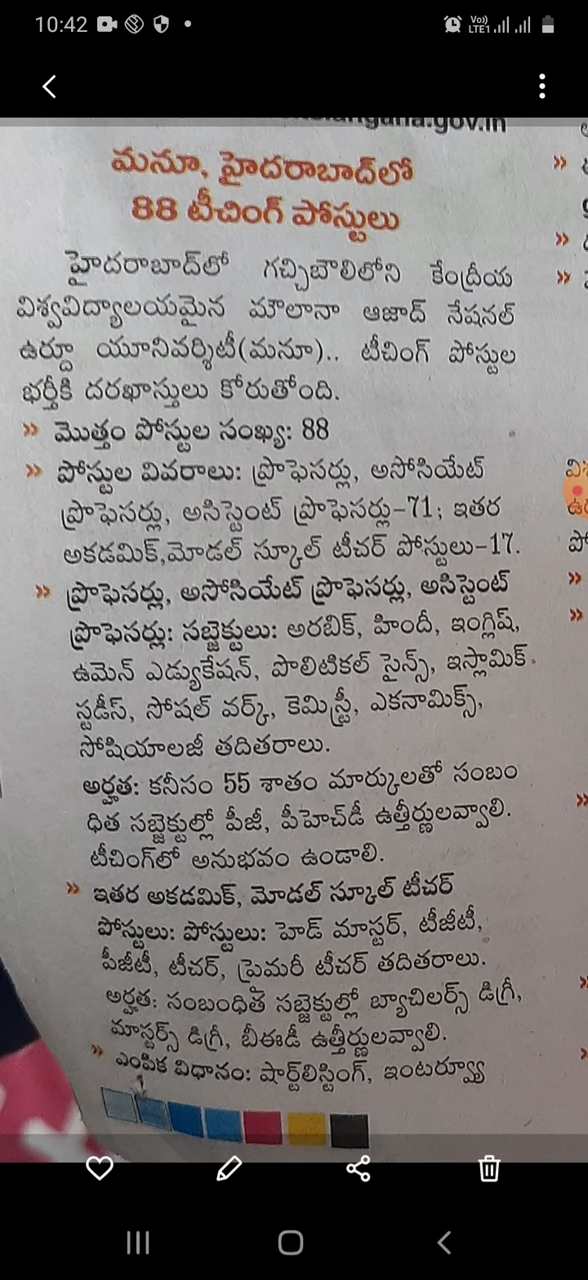 10:42
Vo))
LTE1
మనూ, హైదరాబాద్‌లో
88 టీచింగ్ పోస్టులు
హైదరాబాద్‌లో గచ్చిబౌలిలోని కేంద్రీయ
విశ్వవిద్యాలయమైన మౌలానా ఆజాద్ నేషనల్
ఉర్దూ యూనివర్శిటీ(మనూ).. టీచింగ్ పోస్టుల
భర్తీకి దరఖాస్తులు కోరుతోంది.
» మొత్తం పోస్టుల సంఖ్య: 88
» పోస్టుల వివరాలు: ప్రొఫెసర్లు, అసోసియేట్
ప్రొఫెసర్లు, అసిస్టెంట్ ప్రొఫెసర్లు-71; ఇతర
అకడమిక్,మోడల్ స్కూల్ టీచర్ పోస్టులు-17.
» ప్రొఫెసర్లు, అసోసియేట్ ప్రొఫెసర్లు, అసిస్టెంట్
ప్రొఫెసర్లు: సబ్జెక్టులు: అరబిక్, హిందీ, ఇంగ్లిష్,
ఉమెన్ ఎడ్యుకేషన్, పొలిటికల్ సైన్స్, ఇస్లామిక్
స్టడీస్, సోషల్ వర్క్, కెమిస్ట్రీ, ఎకనామిక్స్,
సోషియాలజీ తదితరాలు.
అర్హత: కనీసం 55 శాతం మార్కులతో సంబం
ధిత సబ్జెక్టుల్లో పీజీ, పీహెచ్‌డీ ఉత్తీర్ణులవ్వాలి.
టీచింగ్‌లో అనుభవం ఉండాలి.
» ఇతర అకడమిక్, మోడల్ స్కూల్ టీచర్
పోస్టులు: పోస్టులు: హెడ్ మాస్టర్, టీజీటీ,
పీజీటీ, టీచర్, ప్రైమరీ టీచర్ తదితరాలు.
అర్హత: సంబంధిత సబ్జెక్టుల్లో బ్యాచిలర్స్ డిగ్రీ,
మాస్టర్స్ డిగ్రీ, బీఈడీ ఉత్తీర్ణులవ్వాలి.
» ఎంపిక విధానం: షార్ట్‌లిస్టింగ్, ఇంటర్వ్యూ